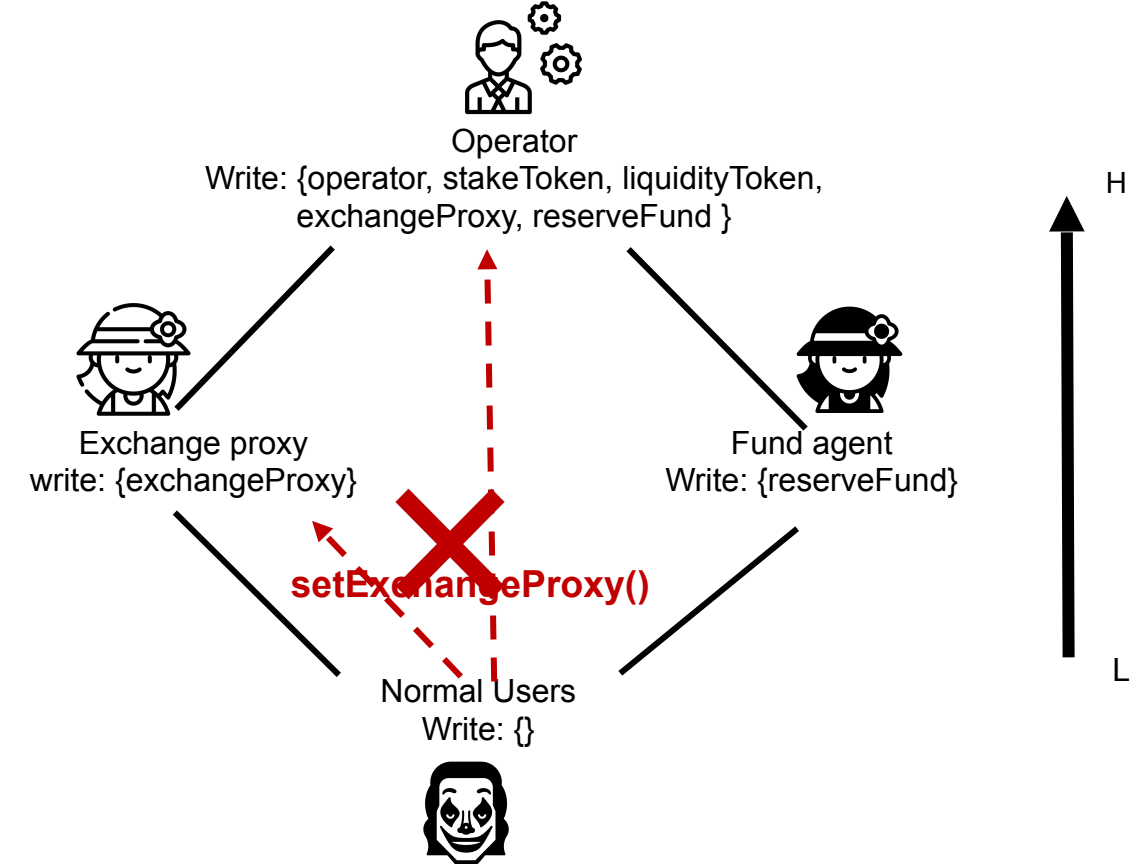 Operator
Write: {operator, stakeToken, liquidityToken,
exchangeProxy, reserveFund }
H
Exchange proxy
write: {exchangeProxy}
Fund agent
Write: {reserveFund}
setExchangeProxy()
L
Normal Users
Write: {}